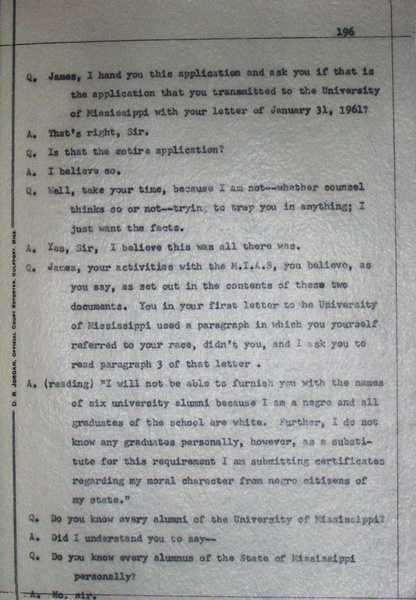 196
Q. James, I hand you this application and ask you if that is
the application that you transmitted to the University
of Mississippi with your letter of January 31, 1961?
A. That's right, Sir.
Q. Is that the entire application?
A. I believe so.
Q. Well, take your time, because I am not--whether counsel
thinks so or not--trying to trap you in anything; I
just want the facts.
A. Yes, Sir, I believe this was all there was.
Q. James, your activities with the M.I.A.S, you believe, as
you say, as set out in the contents of these two
documents. You in your first letter to the University
of Mississippi used a paragraph in which you yourself
referred to your race, didn't you, and I ask you to
read paragraph 3 of that letter .
A. (reading) "I will not be able to furnish you with the names
of six university alumni because I am a negro and all
graduates of the school are white. Further, I do not
know any graduates personally, however, as a substi-
tute for this requirement I am submitting certificates
regarding my moral character from negro citizens of
my state."
Q. Do you know every alumni of the University of Mississippi?
A. Did I understand you to say--
Q. Do you know every alumnus of the State of Mississippi
personally?
A. No, sir.
D. B. JORDAN, OFFICIAL COURT REPORTER, GULFPORT, MISS.